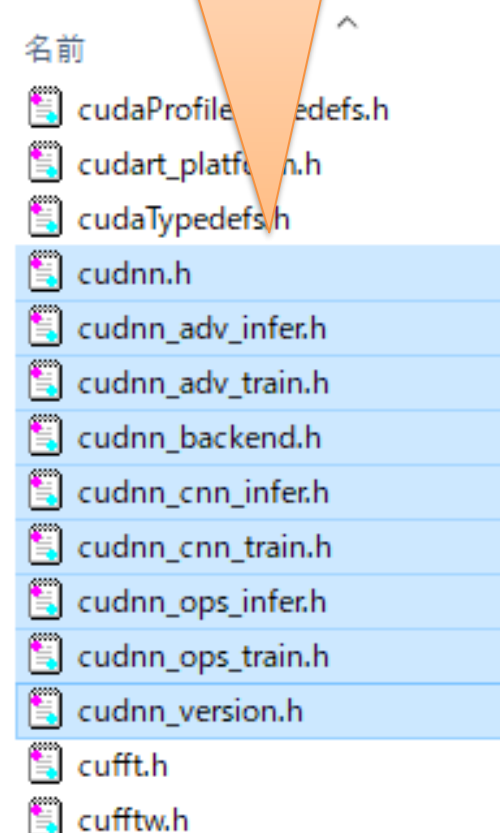 名前
cudaProfile edefs.h
cudart_platf m.h
cudaTypedefs.h
cudnn.h
cudnn_adv_infer.h
cudnn_adv_train.h
cudnn_backend.h
cudnn_cnn_infer.h
cudnn_cnn_train.h
cudnn_ops_infer.h
cudnn_ops_train.h
cudnn_version.h
cufft.h
cufftw.h